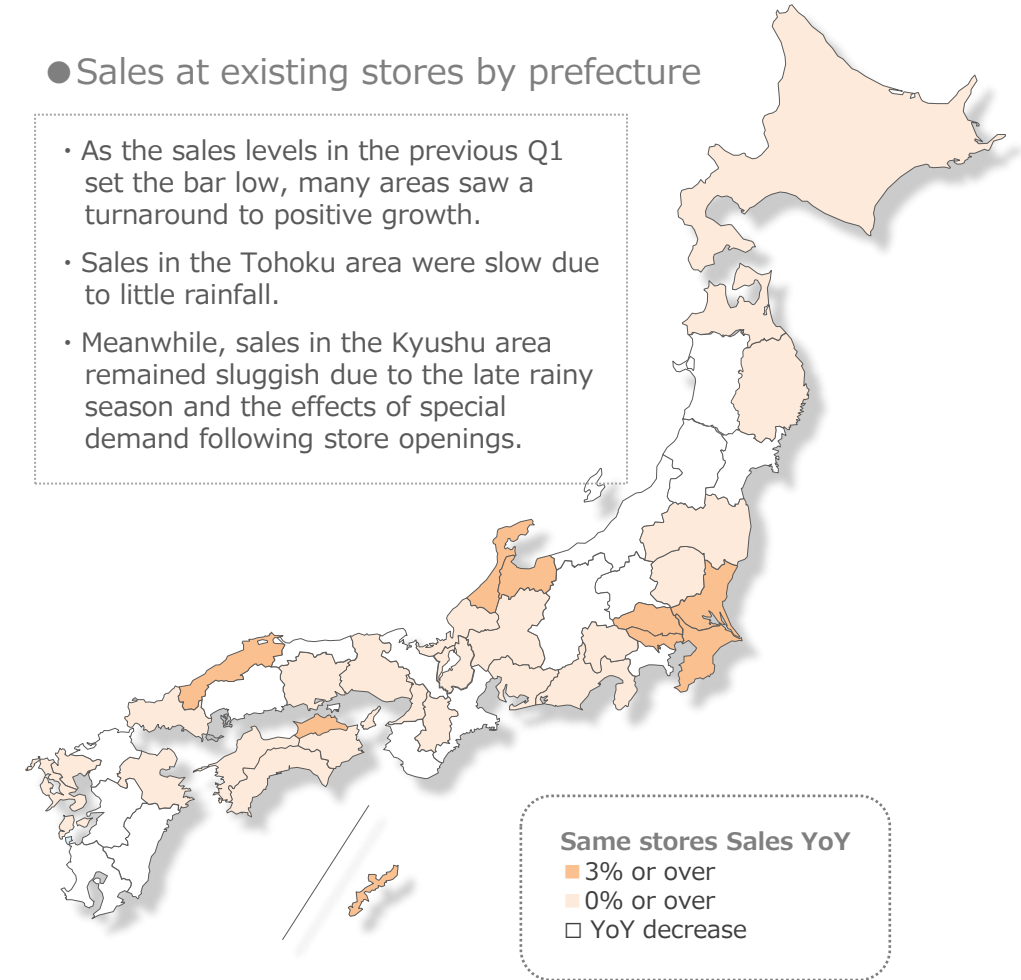 ●Sales at existing stores by prefecture
・As the sales levels in the previous Q1
set the bar low, many areas saw a
turnaround to positive growth.
・Sales in the Tohoku area were slow due
to little rainfall.
・Meanwhile, sales in the Kyushu area
remained sluggish due to the late rainy
season and the effects of special
demand following store openings.
Same stores Sales YoY
■3% or over
■0% or over
□ YoY decrease